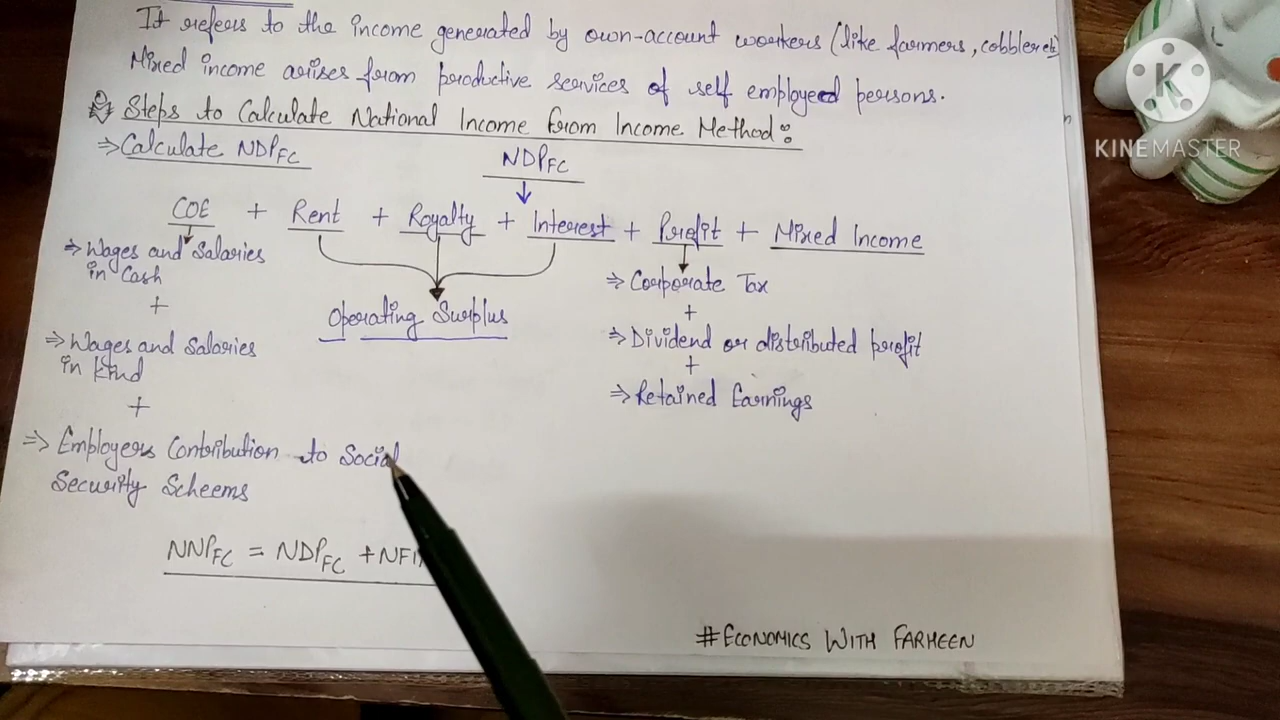 It refers to the income generated by own-account workers (like farmers, cobbler etc)
Mixed income arises from productive services of self employed persons.
Steps to Calculate National Income from Income Method:
⇒ Calculate NDPFC
NDPFC
COE + Rent + Royalty + Interest + Profit + Mixed Income
⇒ Wages and Salaries
in Cash
+
⇒ Wages and Salaries
in kind
+
⇒ Employers Contribution to Social
Security Scheems
Operating Surplus
⇒ Corporate Tax
+
⇒ Dividend or distributed profit
+
⇒ Retained Earnings
NNPFC = NDPFC +
#ECONOMICS WITH FARHEEN
K
KINEMASTER